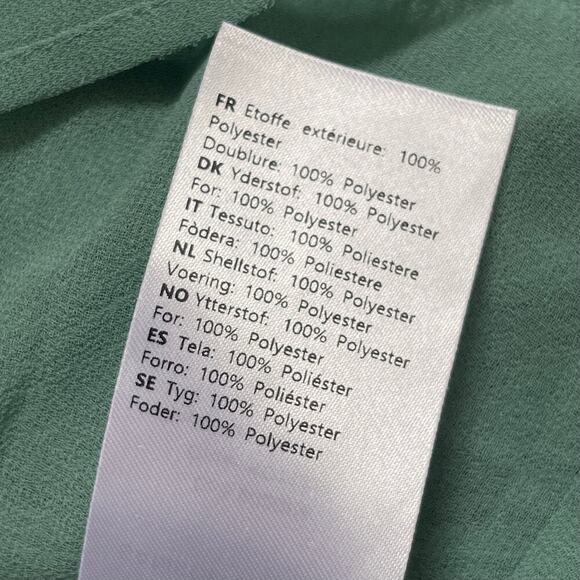 FR Etoffe extérieure: 100%
Polyester
Doublure: 100% Polyester
DK Yderstof: 100% Polyester
For: 100% Polyester
IT Tessuto: 100% Poliestere
Fòdera: 100% Poliestere
NL Shellstof: 100% Polyester
Voering: 100% Polyester
NO Ytterstof: 100% Polyester
For: 100% Polyester
ES Tela: 100% Poliéster
Forro: 100% Poliéster
SE Tyg: 100% Polyester
Foder: 100% Polyester